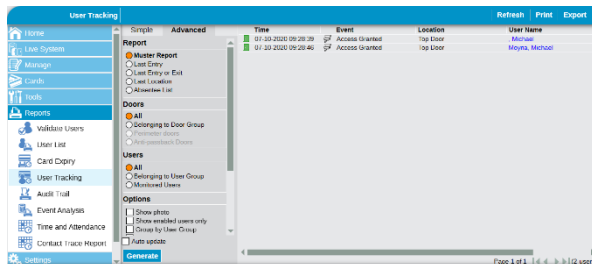 User Tracking
Refresh Print Export
Home
Live System
Manage
Cards
Tools
Reports
Validate Users
User List
Card Expiry
User Tracking
Audit Trail
Event Analysis
Time and Attendance
Contact Trace Report
Settings
Simple Advanced
Report
Muster Report
Last Entry
Last Entry or Exit
Last Location
Absentee List
Doors
All
Belonging to Door Group
Perimeter doors
Anti-passback Doors
Users
All
Belonging to User Group
Monitored Users
Options
Show photo
Show enabled users only
Group by User Group
Auto update
Generate
Time Event Location User Name
07-10-2020 09:28:39 Access Granted Top Door , Michael
07-10-2020 09:28:46 Access Granted Top Door Moyna, Michael
Page 1 of 1 (2 user